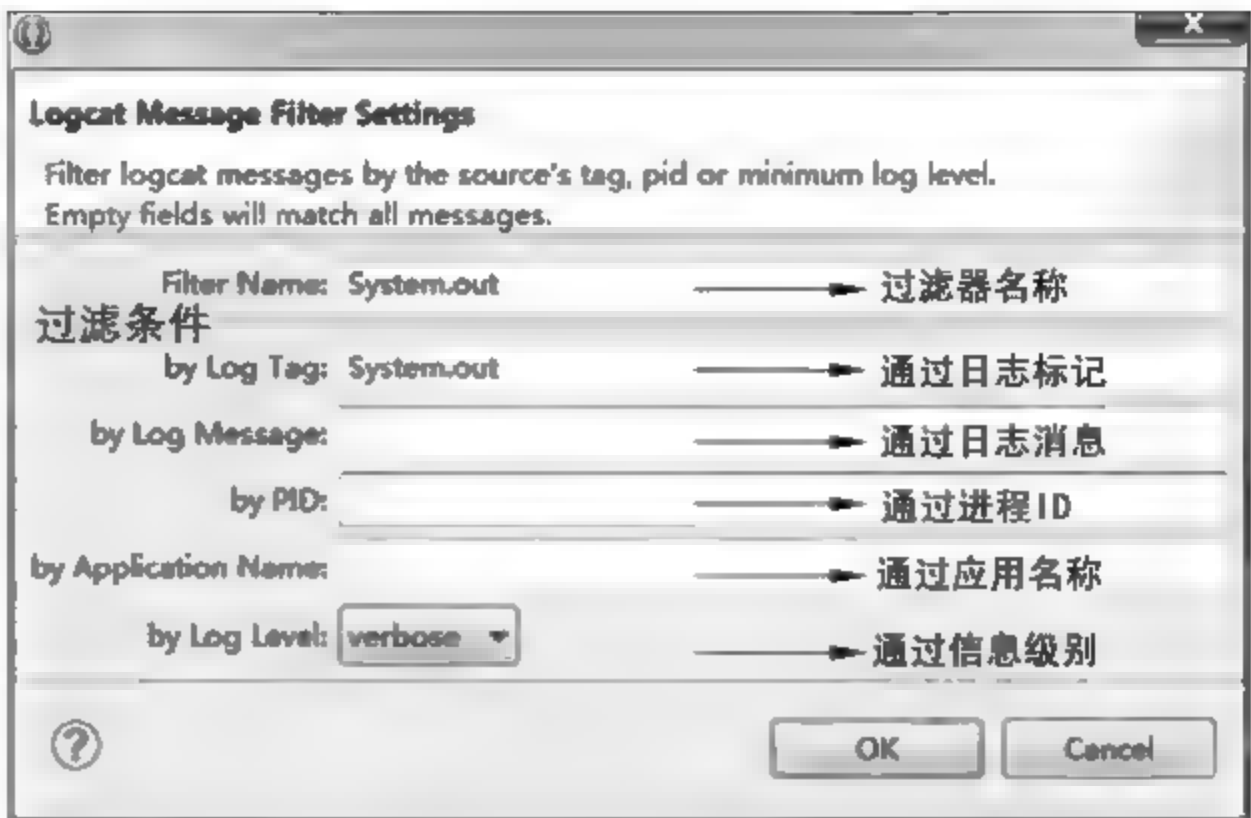 X
Logcat Message Filter Settings
Filter logcat messages by the source's tag, pid or minimum log level.
Empty fields will match all messages.
Filter Name: System.out 过滤器名称
过滤条件
by Log Tag: System.out 通过日志标记
by Log Message: 通过日志消息
by PID: 通过进程ID
by Application Name: 通过应用名称
by Log Level: verbose 通过信息级别
?
OK Cancel